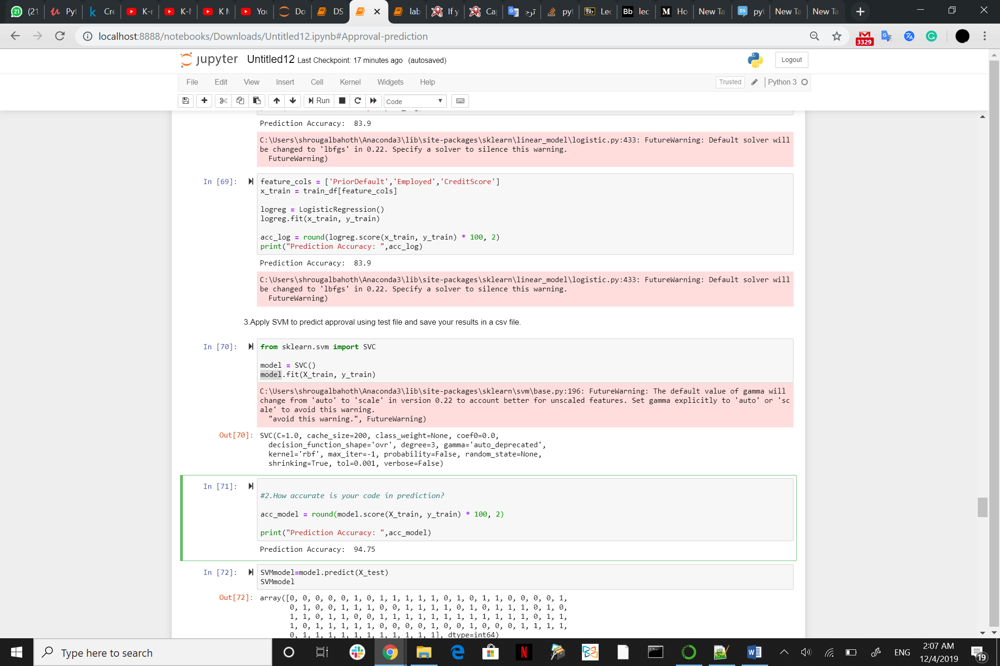 (21
Pyt
Cre
K-r
K-M
K N
You
Do
DS
lab
If y
Ca
ترج
pyt
Lec
lec
Ho
New Ta
pyt
New Ta
New Ta
localhost:8888/notebooks/Downloads/Untitled12.ipynb#Approval-prediction
3329
jupyter Untitled12 Last Checkpoint: 17 minutes ago (autosaved)
Logout
File Edit View Insert Cell Kernel Widgets Help
Trusted
Python 3
Run
Code
Prediction Accuracy:  83.9
C:\Users\shrougalbahoth\Anaconda3\lib\site-packages\sklearn\linear_model\logistic.py:433: FutureWarning: Default solver will
be changed to 'lbfgs' in 0.22. Specify a solver to silence this warning.
FutureWarning)
In [69]:
feature_cols = ['PriorDefault','Employed','CreditScore']
x_train = train_df[feature_cols]
logreg = LogisticRegression()
logreg.fit(x_train, y_train)
acc_log = round(logreg.score(x_train, y_train) * 100, 2)
print("Prediction Accuracy: ",acc_log)
Prediction Accuracy:  83.9
C:\Users\shrougalbahoth\Anaconda3\lib\site-packages\sklearn\linear_model\logistic.py:433: FutureWarning: Default solver will
be changed to 'lbfgs' in 0.22. Specify a solver to silence this warning.
FutureWarning)
3.Apply SVM to predict approval using test file and save your results in a csv file.
In [70]:
from sklearn.svm import SVC
model = SVC()
model.fit(X_train, y_train)
C:\Users\shrougalbahoth\Anaconda3\lib\site-packages\sklearn\svm\base.py:196: FutureWarning: The default value of gamma will
change from 'auto' to 'scale' in version 0.22 to account better for unscaled features. Set gamma explicitly to 'auto' or 'sc
ale' to avoid this warning.
"avoid this warning.", FutureWarning)
Out[70]: SVC(C=1.0, cache_size=200, class_weight=None, coef0=0.0,
decision_function_shape='ovr', degree=3, gamma='auto_deprecated',
kernel='rbf', max_iter=-1, probability=False, random_state=None,
shrinking=True, tol=0.001, verbose=False)
In [71]:
#2.How accurate is your code in prediction?
acc_model = round(model.score(X_train, y_train) * 100, 2)
print("Prediction Accuracy: ",acc_model)
Prediction Accuracy:  94.75
In [72]:
SVMmodel=model.predict(X_test)
SVMmodel
Out[72]: array([0, 0, 0, 0, 0, 1, 0, 1, 1, 1, 1, 1, 0, 1, 0, 1, 1, 0, 0, 0, 0, 1,
0, 1, 0, 0, 1, 1, 1, 0, 0, 1, 1, 1, 1, 0, 1, 0, 1, 1, 1, 0, 1, 0,
1, 1, 0, 1, 1, 0, 0, 1, 1, 1, 1, 1, 1, 1, 1, 1, 1, 1, 1, 0, 1, 1,
1, 0, 1, 1, 1, 1, 1, 0, 0, 0, 0, 1, 0, 0, 1, 0, 0, 0, 1, 1, 1, 1,
0, 1, 1, 1, 1, 1, 1, 1, 1, 1, 1, 1], dtype=int64)
Type here to search
ENG
2:07 AM
12/4/2019
19